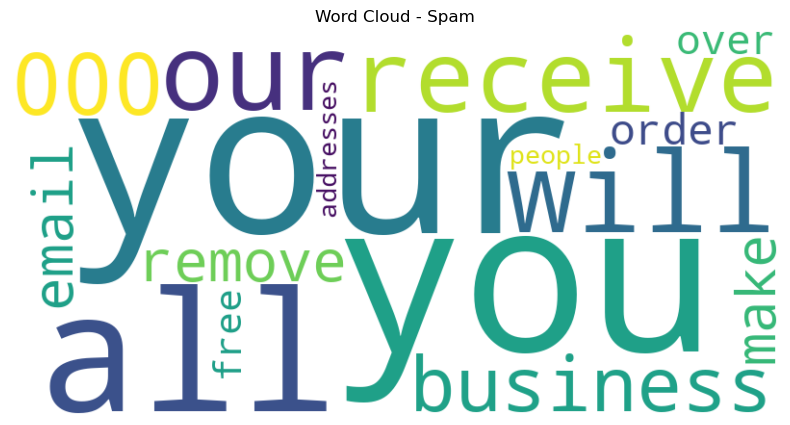 Word Cloud - Spam
000
our
receive
over
your
addresses
order
people
will
email
remove
you
make
all
free
business